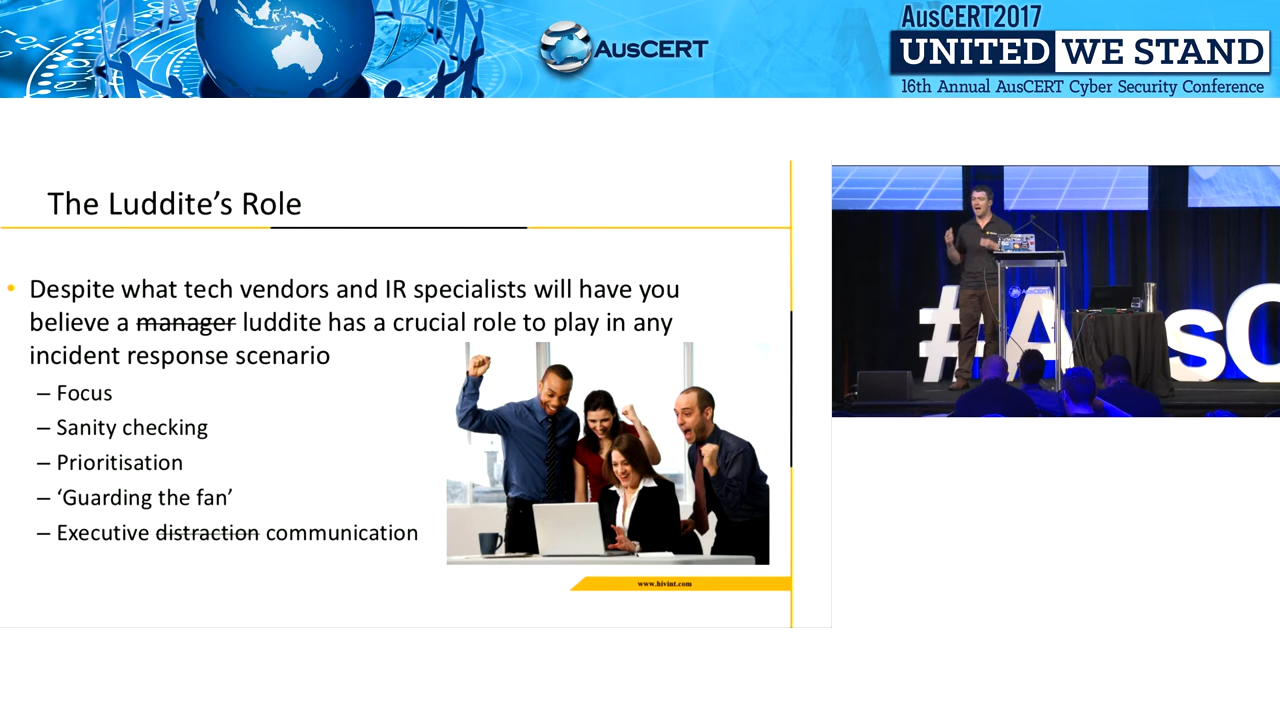 AusCERT
AusCERT2017
UNITED WE STAND
16th Annual AusCERT Cyber Security Conference
The Luddite’s Role
• Despite what tech vendors and IR specialists will have you
believe a manager luddite has a crucial role to play in any
incident response scenario
– Focus
– Sanity checking
– Prioritisation
– ‘Guarding the fan’
– Executive distraction communication
www.hivint.com
AusCERT
#AusC